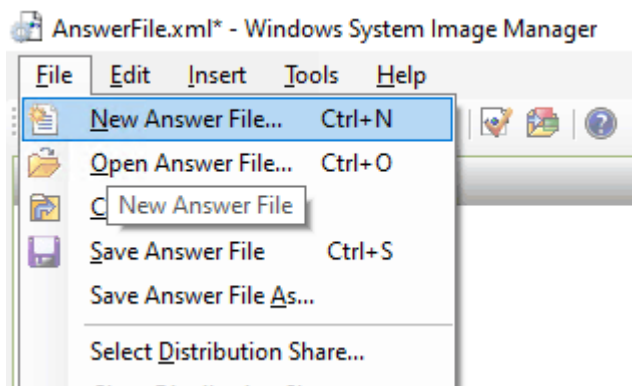 AnswerFile.xml* - Windows System Image Manager
File Edit Insert Tools Help
New Answer File... Ctrl+N
Open Answer File... Ctrl+O
C
New Answer File
Save Answer File Ctrl+S
Save Answer File As...
Select Distribution Share...